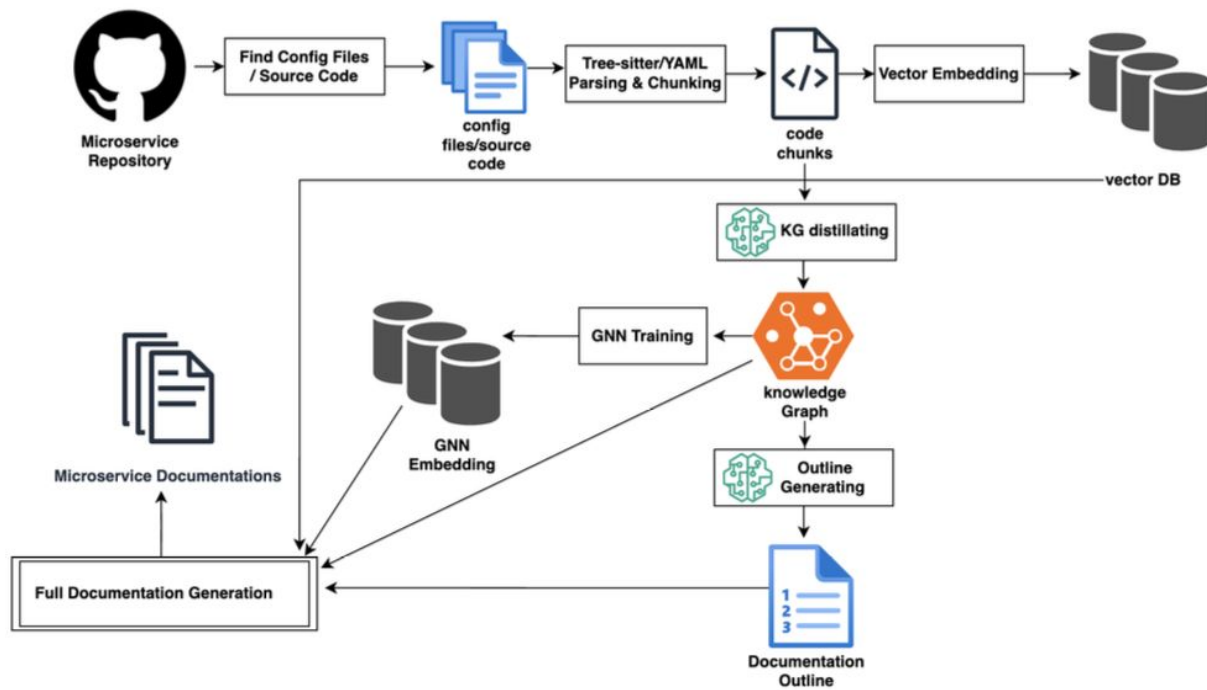 Find Config Files
/ Source Code
Tree-sitter/YAML
Parsing & Chunking
</>
Vector Embedding
Microservice
Repository
config
files/source
code
code
chunks
vector DB
KG distillating
GNN Training
knowledge
Graph
GNN
Embedding
Microservice Documentations
Outline
Generating
Full Documentation Generation
1
2
3
Documentation
Outline